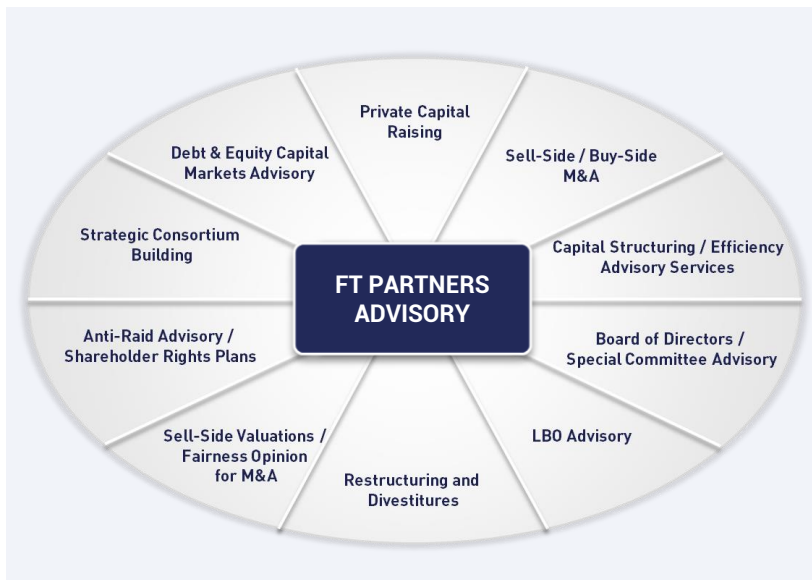 Private Capital
Raising
Debt & Equity Capital
Markets Advisory
Sell-Side / Buy-Side
M&A
Strategic Consortium
Building
Capital Structuring / Efficiency
Advisory Services
FT PARTNERS
ADVISORY
Anti-Raid Advisory /
Shareholder Rights Plans
Board of Directors /
Special Committee Advisory
Sell-Side Valuations /
Fairness Opinion
for M&A
LBO Advisory
Restructuring and
Divestitures